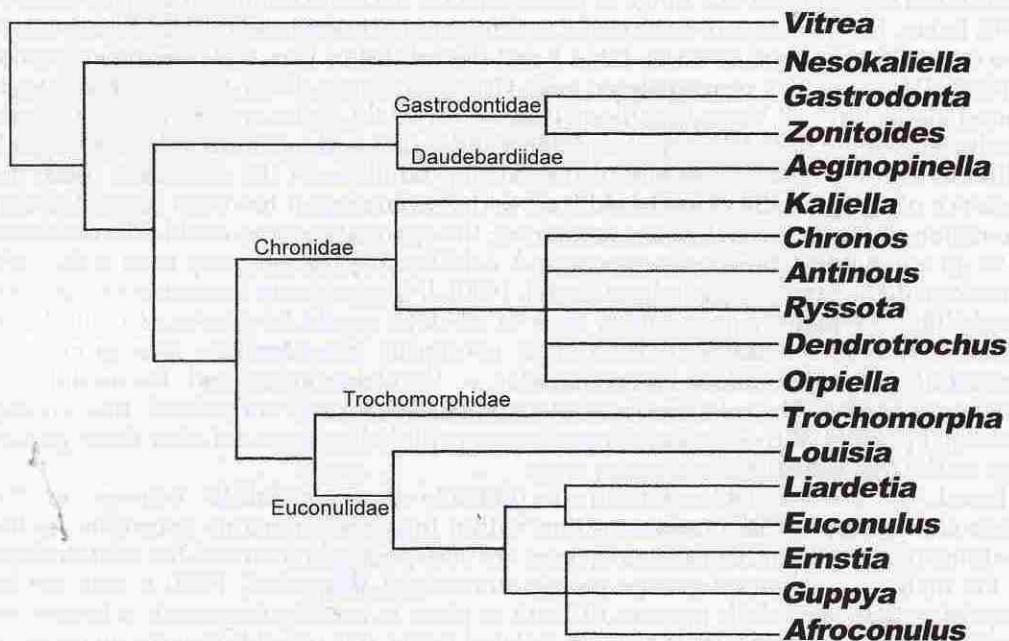 Vitrea
Nesokaliella
Gastrodontidae
Gastrodonta
Zonitoides
Daudebardiidae
Aeginopinella
Kaliella
Chronidae
Chronos
Antinous
Ryssota
Dendrotrochus
Orpiella
Trochomorphidae
Trochomorpha
Louisia
Liardetia
Euconulidae
Euconulus
Ernstia
Guppya
Afroconulus